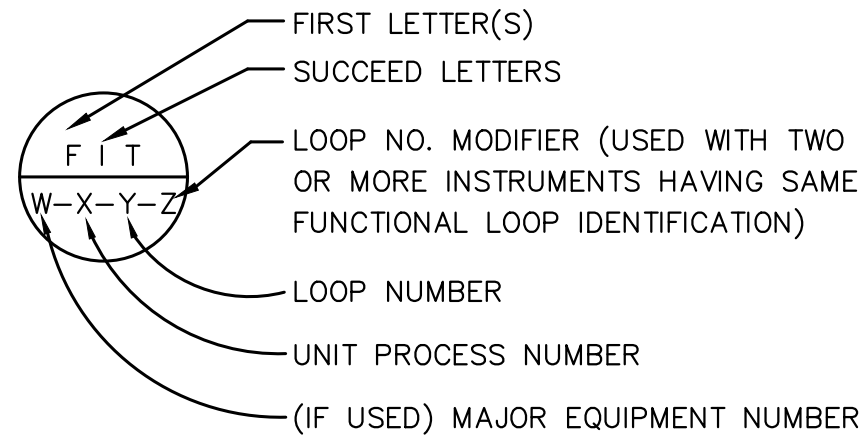 FIRST LETTER(S)
SUCCEED LETTERS
F I T
LOOP NO. MODIFIER (USED WITH TWO
OR MORE INSTRUMENTS HAVING SAME
FUNCTIONAL LOOP IDENTIFICATION)
W-X-Y-Z
LOOP NUMBER
UNIT PROCESS NUMBER
(IF USED) MAJOR EQUIPMENT NUMBER